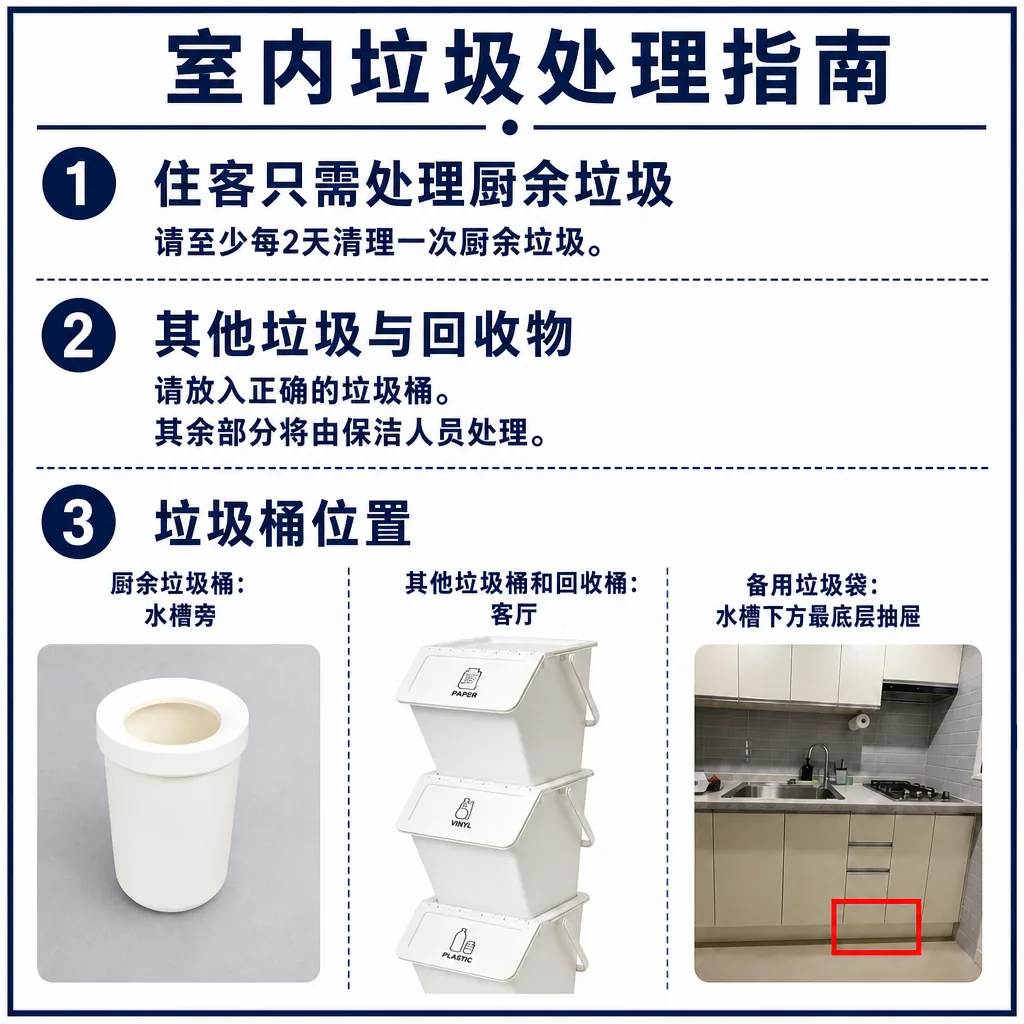 室内垃圾处理指南
1 住客只需处理厨余垃圾
请至少每2天清理一次厨余垃圾。
2 其他垃圾与回收物
请放入正确的垃圾桶。
其余部分将由保洁人员处理。
3 垃圾桶位置
厨余垃圾桶：
水槽旁
其他垃圾桶和回收桶：
客厅
备用垃圾袋：
水槽下方最底层抽屉
PAPER
VINYL
PLASTIC